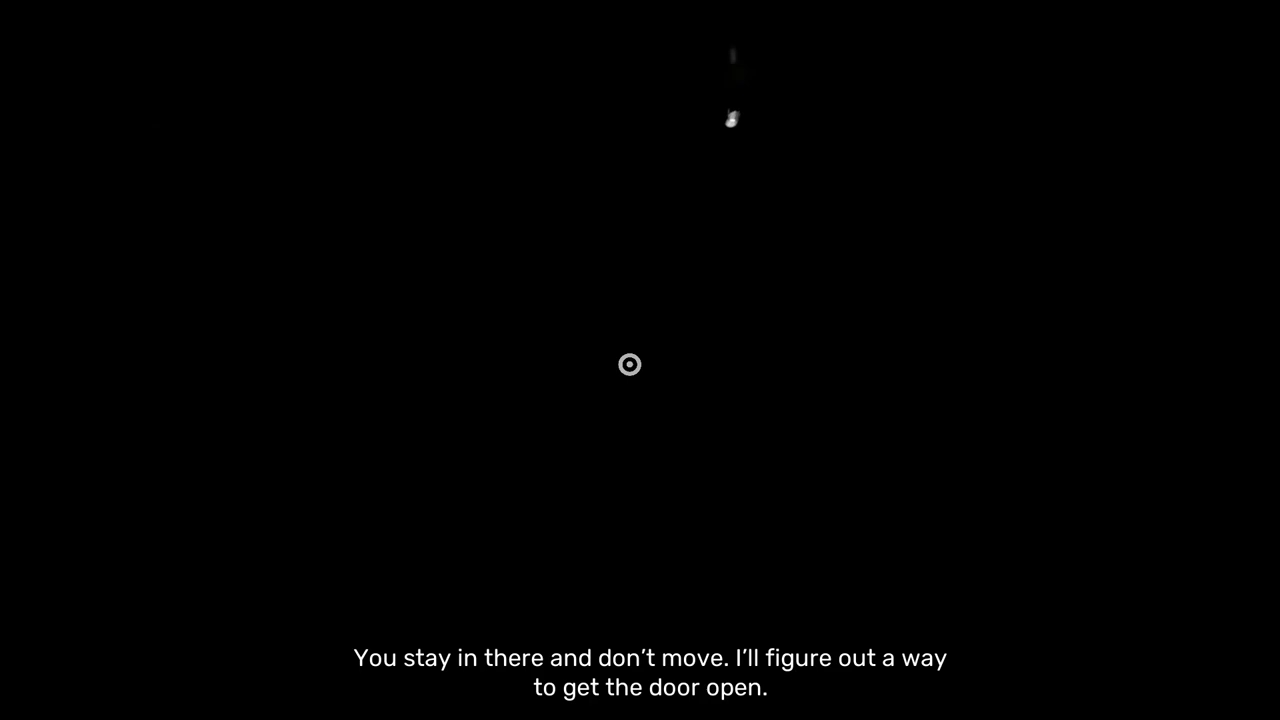 You stay in there and don’t move. I’ll figure out a way
to get the door open.